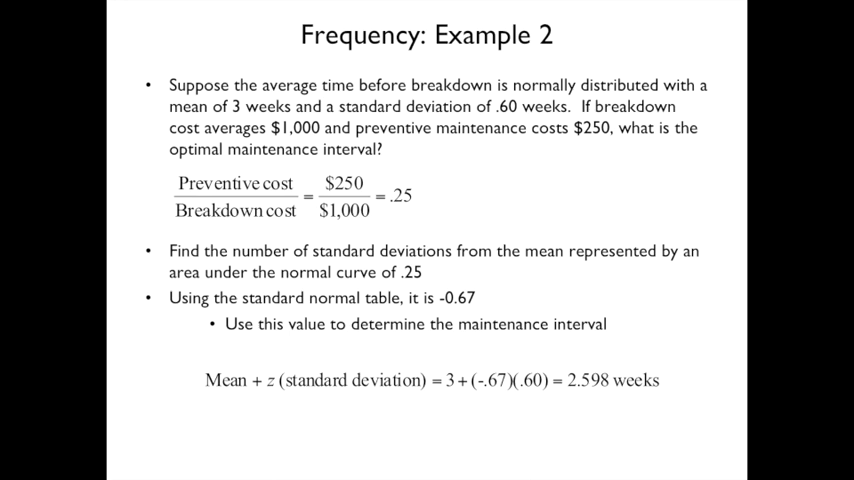 Frequency: Example 2
• Suppose the average time before breakdown is normally distributed with a
mean of 3 weeks and a standard deviation of .60 weeks. If breakdown
cost averages $1,000 and preventive maintenance costs $250, what is the
optimal maintenance interval?
Preventive cost / Breakdown cost = $250 / $1,000 = .25
• Find the number of standard deviations from the mean represented by an
area under the normal curve of .25
• Using the standard normal table, it is -0.67
• Use this value to determine the maintenance interval
Mean + z (standard deviation) = 3 + (-.67)(.60) = 2.598 weeks